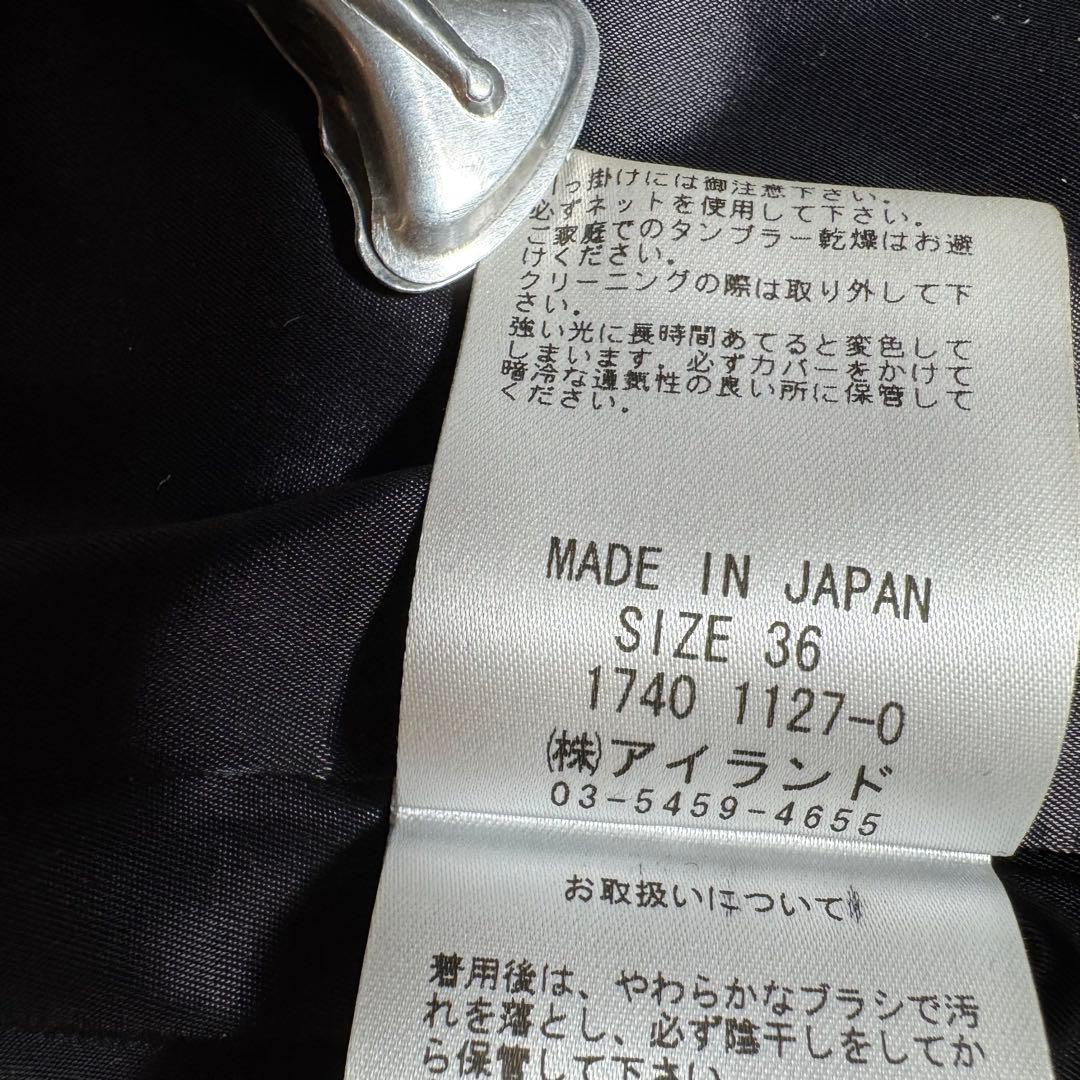 っ掛けには御注意下さい。
必ずネットを使用して下さい。
ご家庭でのタンブラー乾燥はお避
けください。
クリーニングの際は取り外して下
さい。
強い光に長時間あてると変色して
しまいます。必ずカバーをかけて
暗冷な通気性の良い所に保管して
ください。
MADE IN JAPAN
SIZE 36
1740 1127-0
㈱アイランド
03-5459-4655
お取扱いについて
着用後は、やわらかなブラシで汚
れを落とし、必ず陰干しをしてか
ら保管して下さい。